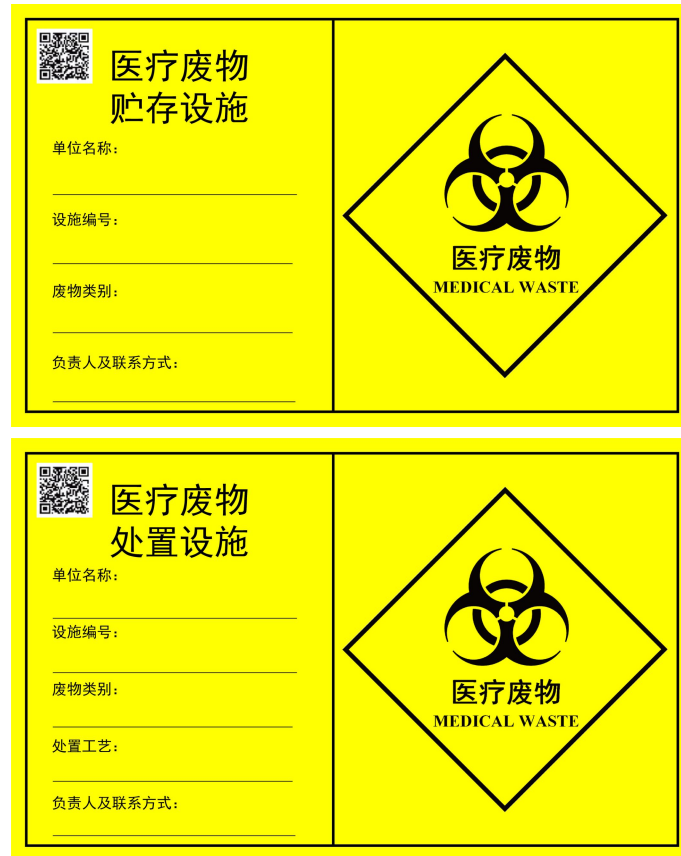 医疗废物
贮存设施
单位名称：
设施编号：
废物类别：
负责人及联系方式：
医疗废物
MEDICAL WASTE
医疗废物
处置设施
单位名称：
设施编号：
废物类别：
处置工艺：
负责人及联系方式：
医疗废物
MEDICAL WASTE